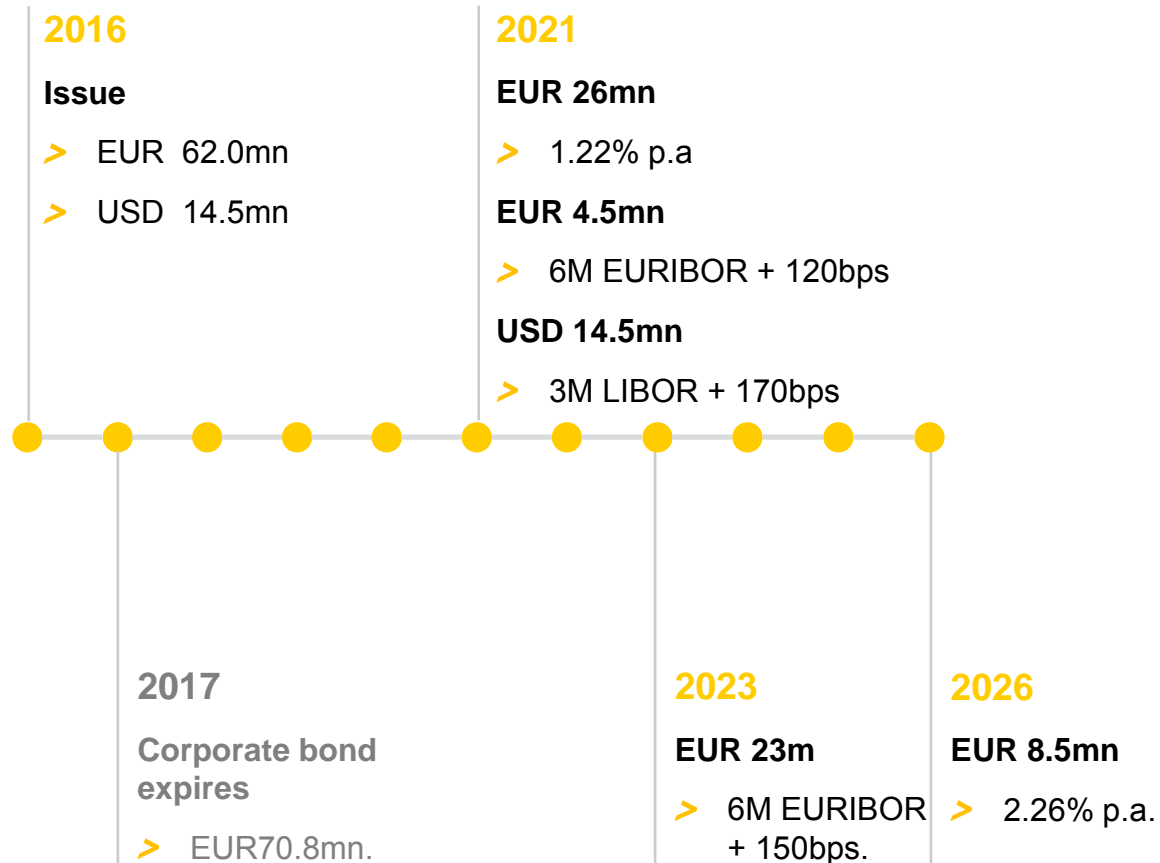 2016
Issue
> EUR 62.0mn
> USD 14.5mn
2021
EUR 26mn
> 1.22% p.a
EUR 4.5mn
> 6M EURIBOR + 120bps
USD 14.5mn
> 3M LIBOR + 170bps
2017
Corporate bond
expires
> EUR70.8mn.
2023
EUR 23m
> 6M EURIBOR
+ 150bps.
2026
EUR 8.5mn
> 2.26% p.a.